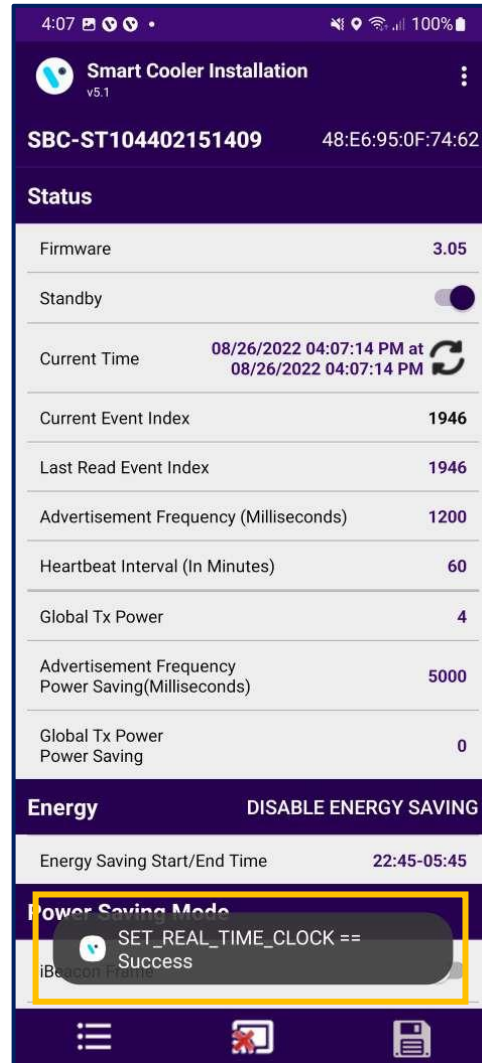 4:07 100%
Smart Cooler Installation
v5.1
SBC-ST104402151409 48:E6:95:0F:74:62
Status
Firmware 3.05
Standby
Current Time 08/26/2022 04:07:14 PM at
08/26/2022 04:07:14 PM
Current Event Index 1946
Last Read Event Index 1946
Advertisement Frequency (Milliseconds) 1200
Heartbeat Interval (In Minutes) 60
Global Tx Power 4
Advertisement Frequency
Power Saving(Milliseconds) 5000
Global Tx Power
Power Saving 0
Energy DISABLE ENERGY SAVING
Energy Saving Start/End Time 22:45-05:45
Power Saving Mode
SET_REAL_TIME_CLOCK ==
Success
iBeacon Frame